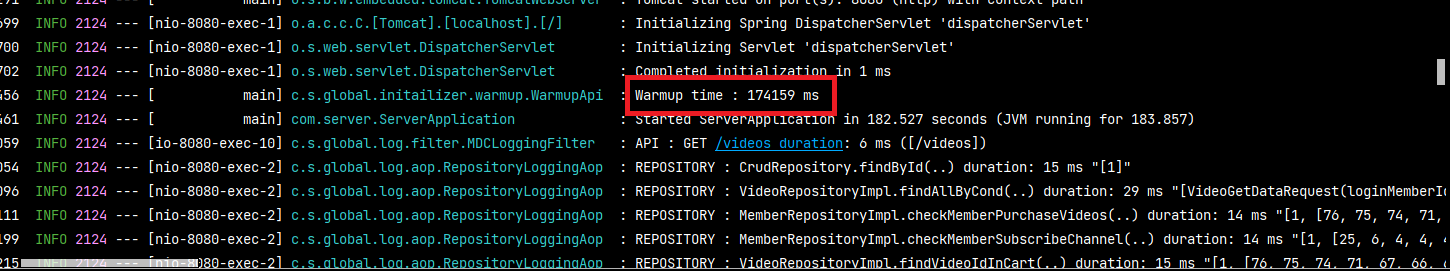 INFO 2124 --- [ main] o.s.b.w.embedded.tomcat.TomcatWebServer : Tomcat started on port(s): 8080 (http) with context path
INFO 2124 --- [nio-8080-exec-1] o.a.c.c.C.[Tomcat].[localhost].[/] : Initializing Spring DispatcherServlet 'dispatcherServlet'
700 INFO 2124 --- [nio-8080-exec-1] o.s.web.servlet.DispatcherServlet : Initializing Servlet 'dispatcherServlet'
702 INFO 2124 --- [nio-8080-exec-1] o.s.web.servlet.DispatcherServlet : Completed initialization in 1 ms
456 INFO 2124 --- [ main] c.s.global.initailizer.warmup.WarmupApi : Warmup time : 174159 ms
461 INFO 2124 --- [ main] com.server.ServerApplication : Started ServerApplication in 182.527 seconds (JVM running for 183.857)
059 INFO 2124 --- [io-8080-exec-10] c.s.global.log.filter.MDCLoggingFilter : API : GET /videos duration: 6 ms ([/videos])
054 INFO 2124 --- [nio-8080-exec-2] c.s.global.log.aop.RepositoryLoggingAop : REPOSITORY : CrudRepository.findById(..) duration: 15 ms "[1]"
096 INFO 2124 --- [nio-8080-exec-2] c.s.global.log.aop.RepositoryLoggingAop : REPOSITORY : VideoRepositoryImpl.findAllByCond(..) duration: 29 ms "[VideoGetDataRequest(loginMemberId
111 INFO 2124 --- [nio-8080-exec-2] c.s.global.log.aop.RepositoryLoggingAop : REPOSITORY : MemberRepositoryImpl.checkMemberPurchaseVideos(..) duration: 14 ms "[1, [76, 75, 74, 71,
199 INFO 2124 --- [nio-8080-exec-2] c.s.global.log.aop.RepositoryLoggingAop : REPOSITORY : MemberRepositoryImpl.checkMemberSubscribeChannel(..) duration: 14 ms "[1, [25, 6, 4, 4,
215 INFO 2124 --- [nio-8080-exec-2] c.s.global.log.aop.RepositoryLoggingAop : REPOSITORY : VideoRepositoryImpl.findVideoIdInCart(..) duration: 15 ms "[1, [76, 75, 74, 71, 67, 66,